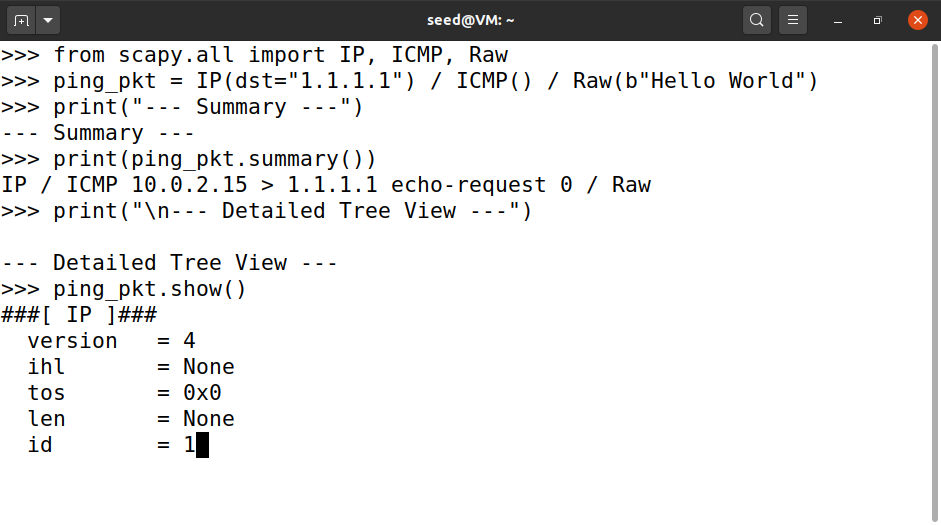 seed@VM: ~
>>> from scapy.all import IP, ICMP, Raw
>>> ping_pkt = IP(dst="1.1.1.1") / ICMP() / Raw(b"Hello World")
>>> print("--- Summary ---")
--- Summary ---
>>> print(ping_pkt.summary())
IP / ICMP 10.0.2.15 > 1.1.1.1 echo-request 0 / Raw
>>> print("\n--- Detailed Tree View ---")

--- Detailed Tree View ---
>>> ping_pkt.show()
###[ IP ]###
  version   = 4
  ihl       = None
  tos       = 0x0
  len       = None
  id        = 1